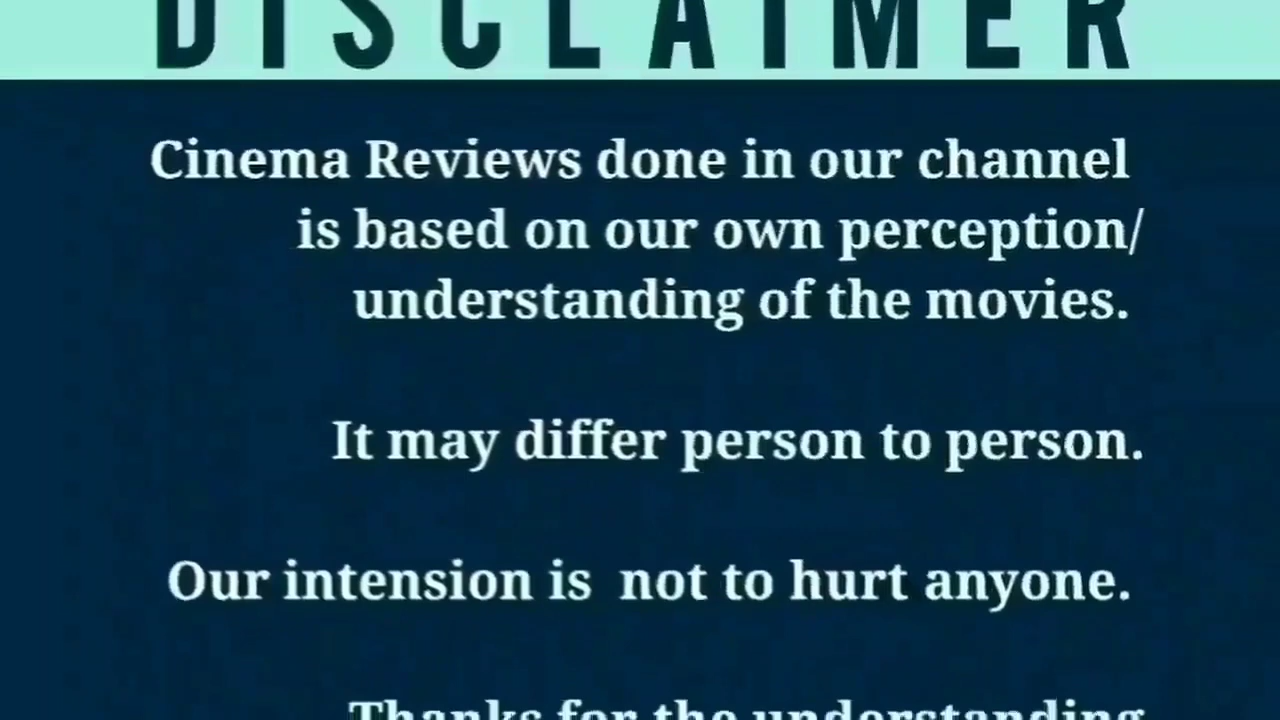 DISCLAIMER
Cinema Reviews done in our channel
is based on our own perception/
understanding of the movies.
It may differ person to person.
Our intension is  not to hurt anyone.
Thanks for the understanding